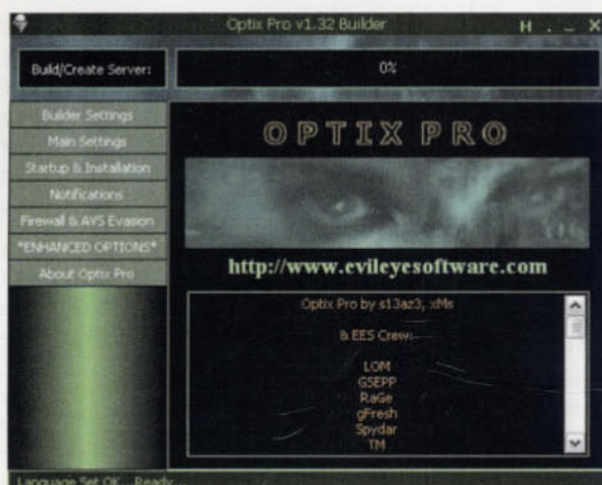 Optix Pro v1.32 Builder
H . _ X
Build/Create Server:
0%
Builder Settings
Main Settings
Startup & Installation
Notifications
Firewall & AVS Evasion
*ENHANCED OPTIONS*
About Optix Pro
OPTIX PRO
http://www.evileyesoftware.com
Optix Pro by s13az3, xMs
& EES Crew:
LOM
GSEPP
RaGe
gFresh
Spydar
TM
Language Set OK...Ready...